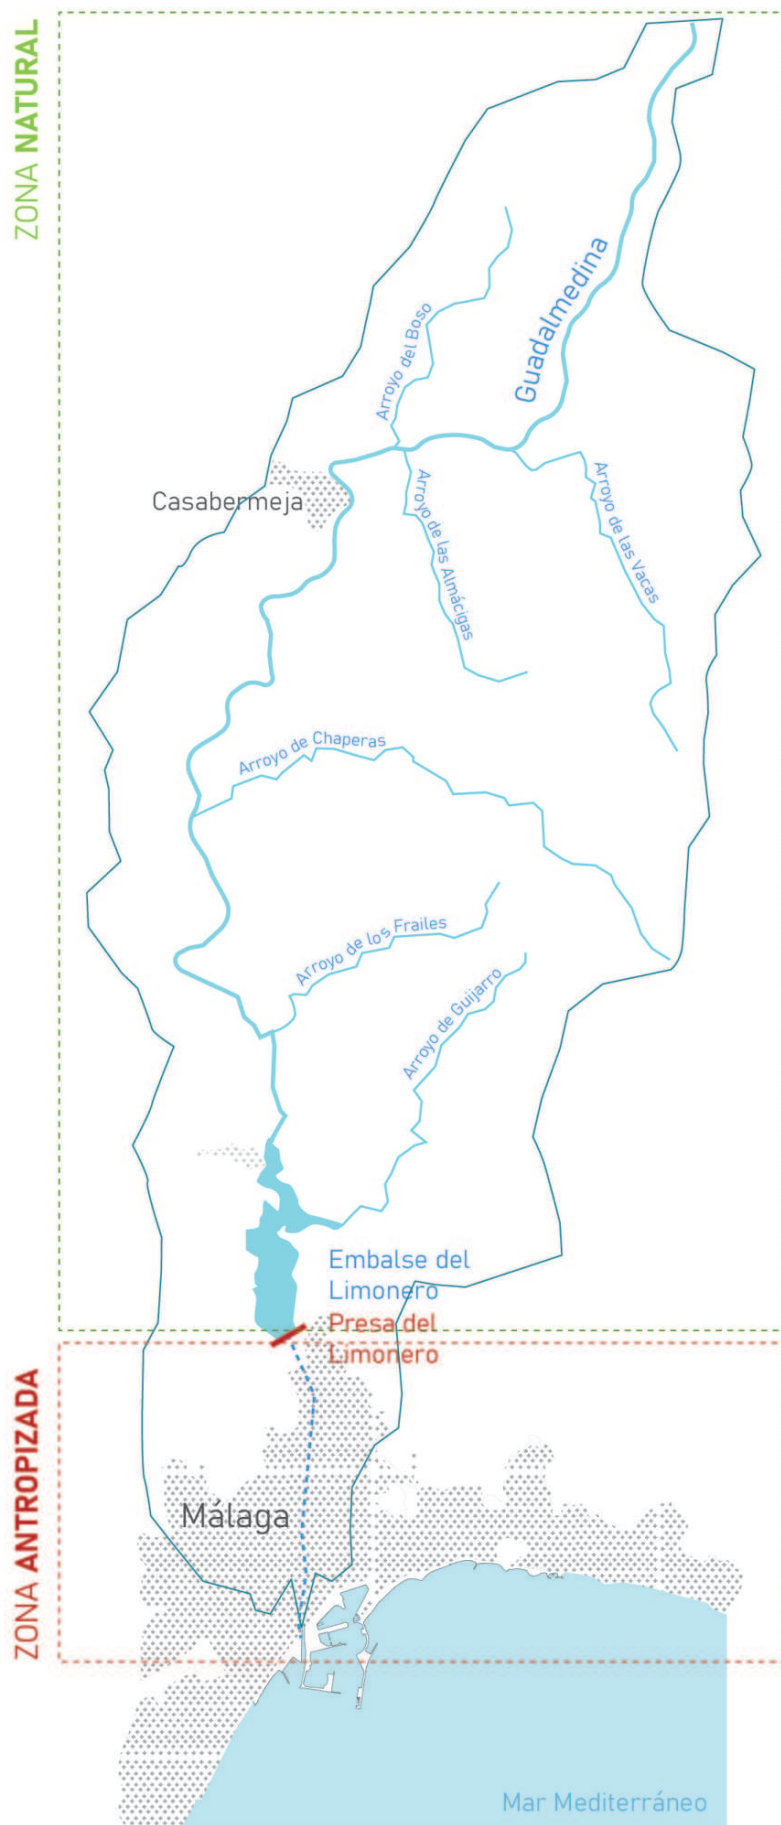 ZONA NATURAL
Guadalmedina
Arroyo del Boso
Casabermeja
Arroyo de las Almácigas
Arroyo de las Vacas
Arroyo de Chaperas
Arroyo de los Frailes
Arroyo de Guijarro
Embalse del
Limonero
Presa del
Limonero
ZONA ANTROPIZADA
Málaga
Mar Mediterráneo